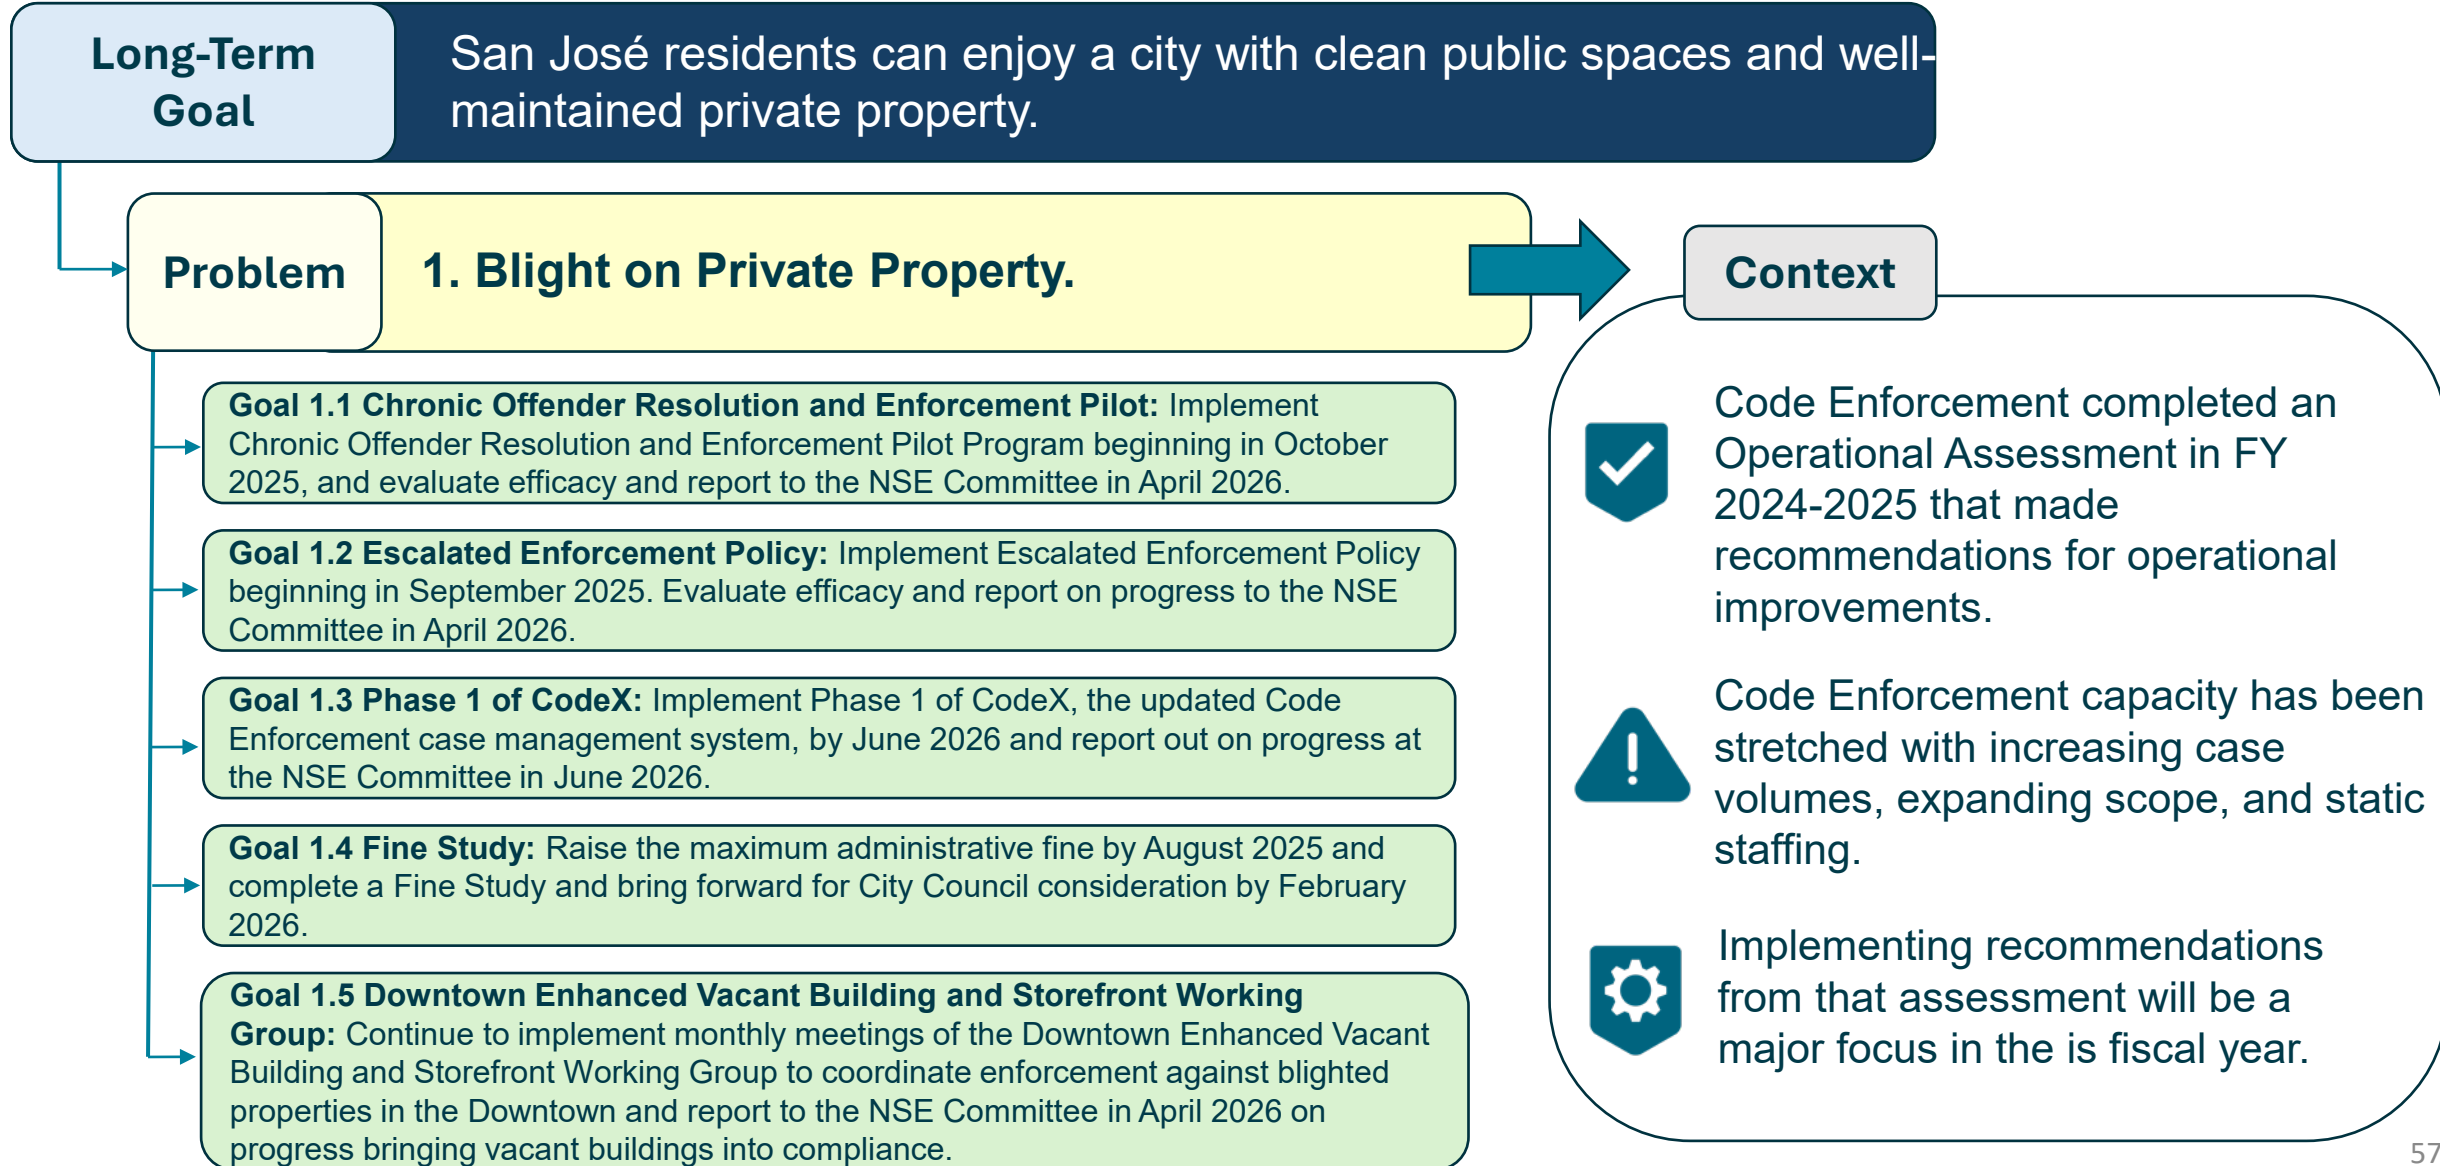 Long-Term
Goal
San José residents can enjoy a city with clean public spaces and well-
maintained private property.
Problem
1. Blight on Private Property.
Goal 1.1 Chronic Offender Resolution and Enforcement Pilot: Implement
Chronic Offender Resolution and Enforcement Pilot Program beginning in October
2025, and evaluate efficacy and report to the NSE Committee in April 2026.
Goal 1.2 Escalated Enforcement Policy: Implement Escalated Enforcement Policy
beginning in September 2025. Evaluate efficacy and report on progress to the NSE
Committee in April 2026.
Goal 1.3 Phase 1 of CodeX: Implement Phase 1 of CodeX, the updated Code
Enforcement case management system, by June 2026 and report out on progress at
the NSE Committee in June 2026.
Goal 1.4 Fine Study: Raise the maximum administrative fine by August 2025 and
complete a Fine Study and bring forward for City Council consideration by February
2026.
Goal 1.5 Downtown Enhanced Vacant Building and Storefront Working
Group: Continue to implement monthly meetings of the Downtown Enhanced Vacant
Building and Storefront Working Group to coordinate enforcement against blighted
properties in the Downtown and report to the NSE Committee in April 2026 on
progress bringing vacant buildings into compliance.
Context
Code Enforcement completed an
Operational Assessment in FY
2024-2025 that made
recommendations for operational
improvements.
Code Enforcement capacity has been
stretched with increasing case
volumes, expanding scope, and static
staffing.
Implementing recommendations
from that assessment will be a
major focus in the is fiscal year.
57